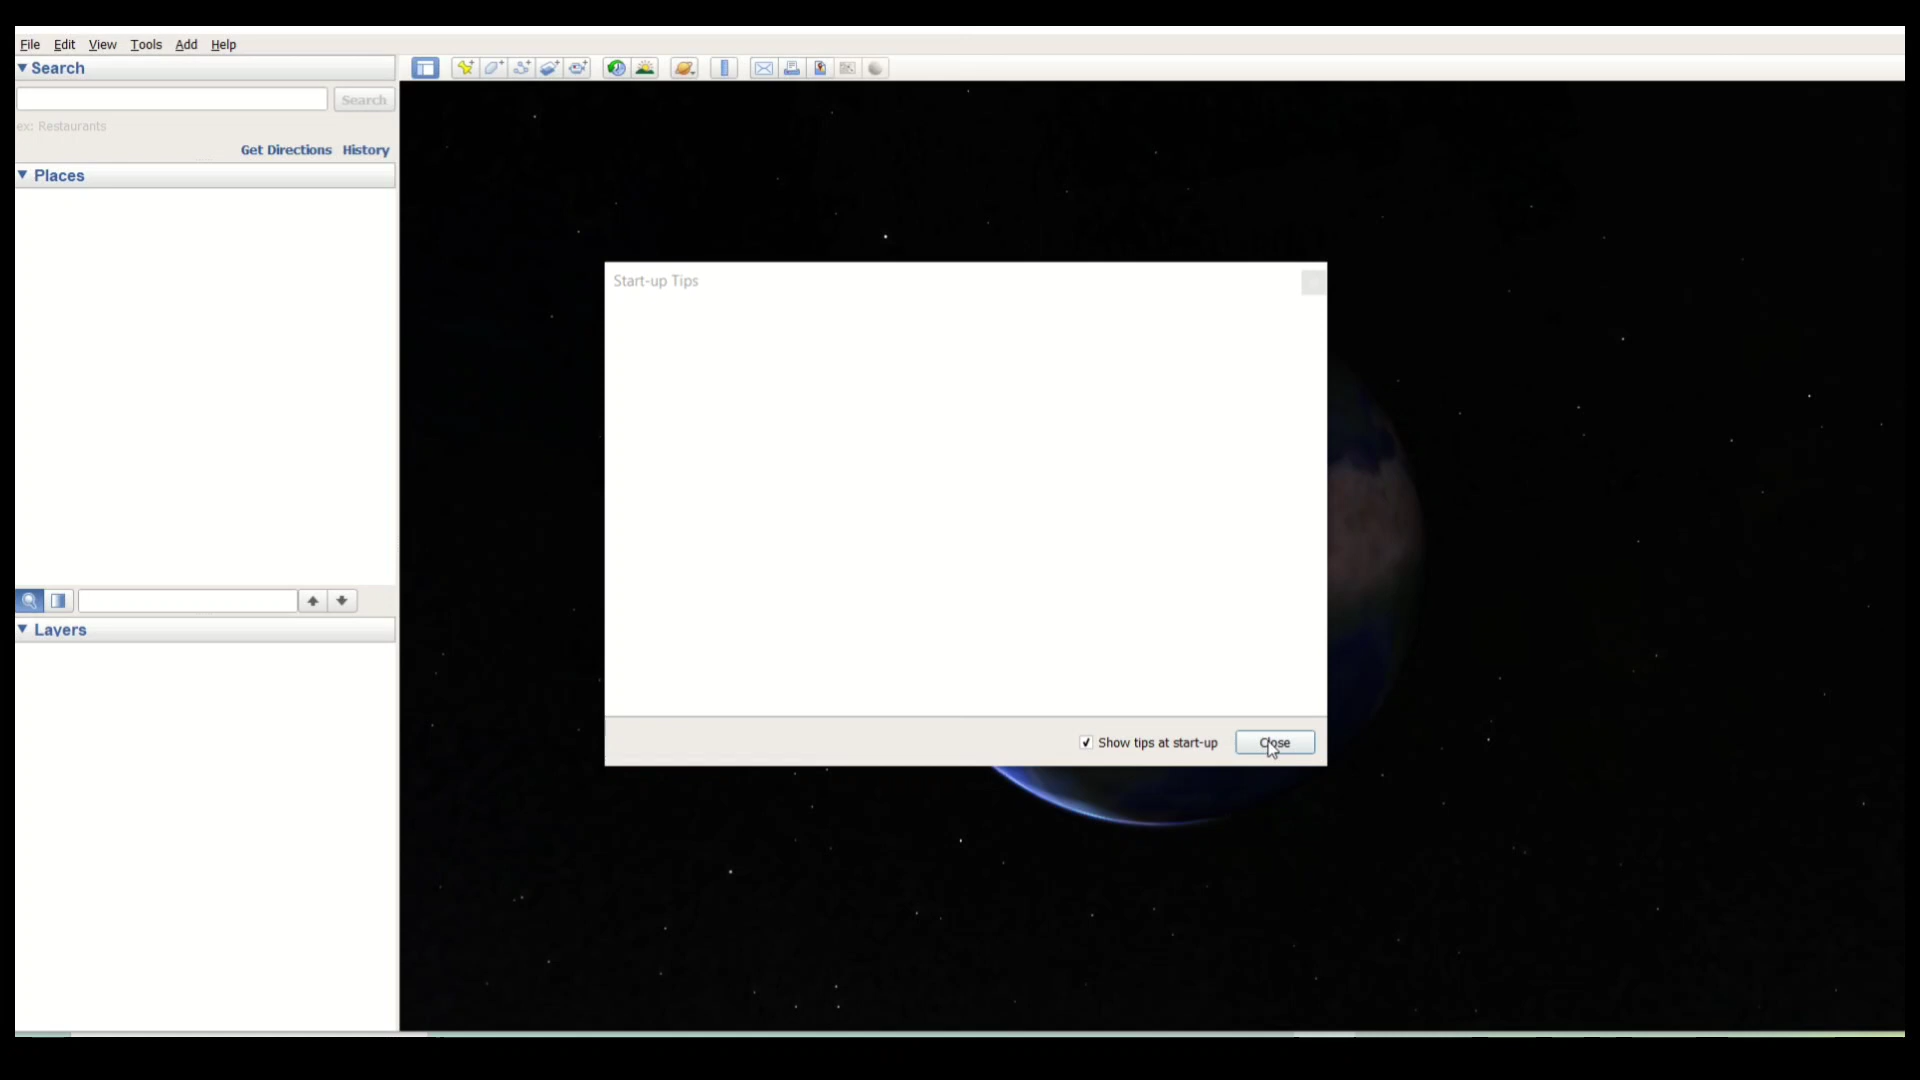 File Edit View Tools Add Help
Search
Search
ex: Restaurants
Get Directions History
Places
Start-up Tips
Show tips at start-up Close
Layers